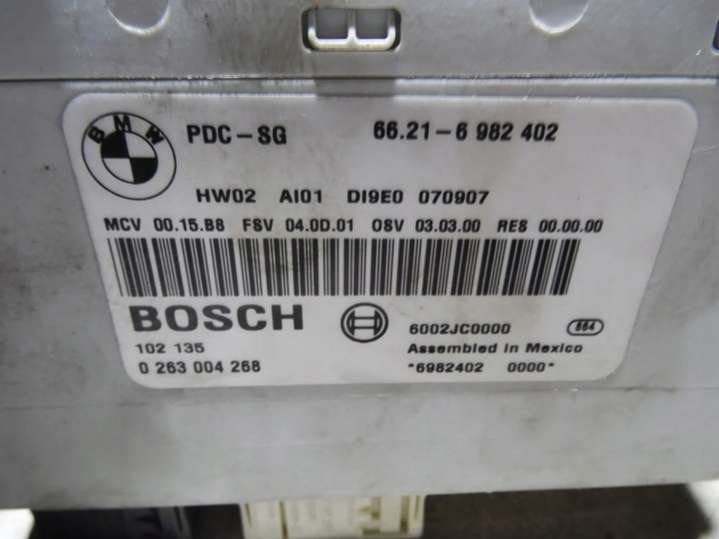 BMW
PDC-SG 66.21-6 982 402
HW02 AI01 DI9E0 070907
MCV 00.15.B8 FSV 04.0D.01 OSV 03.03.00 RES 00.00.00
BOSCH
6002JC0000 664
102 135 Assembled in Mexico
0 263 004 268 *6982402 0000*